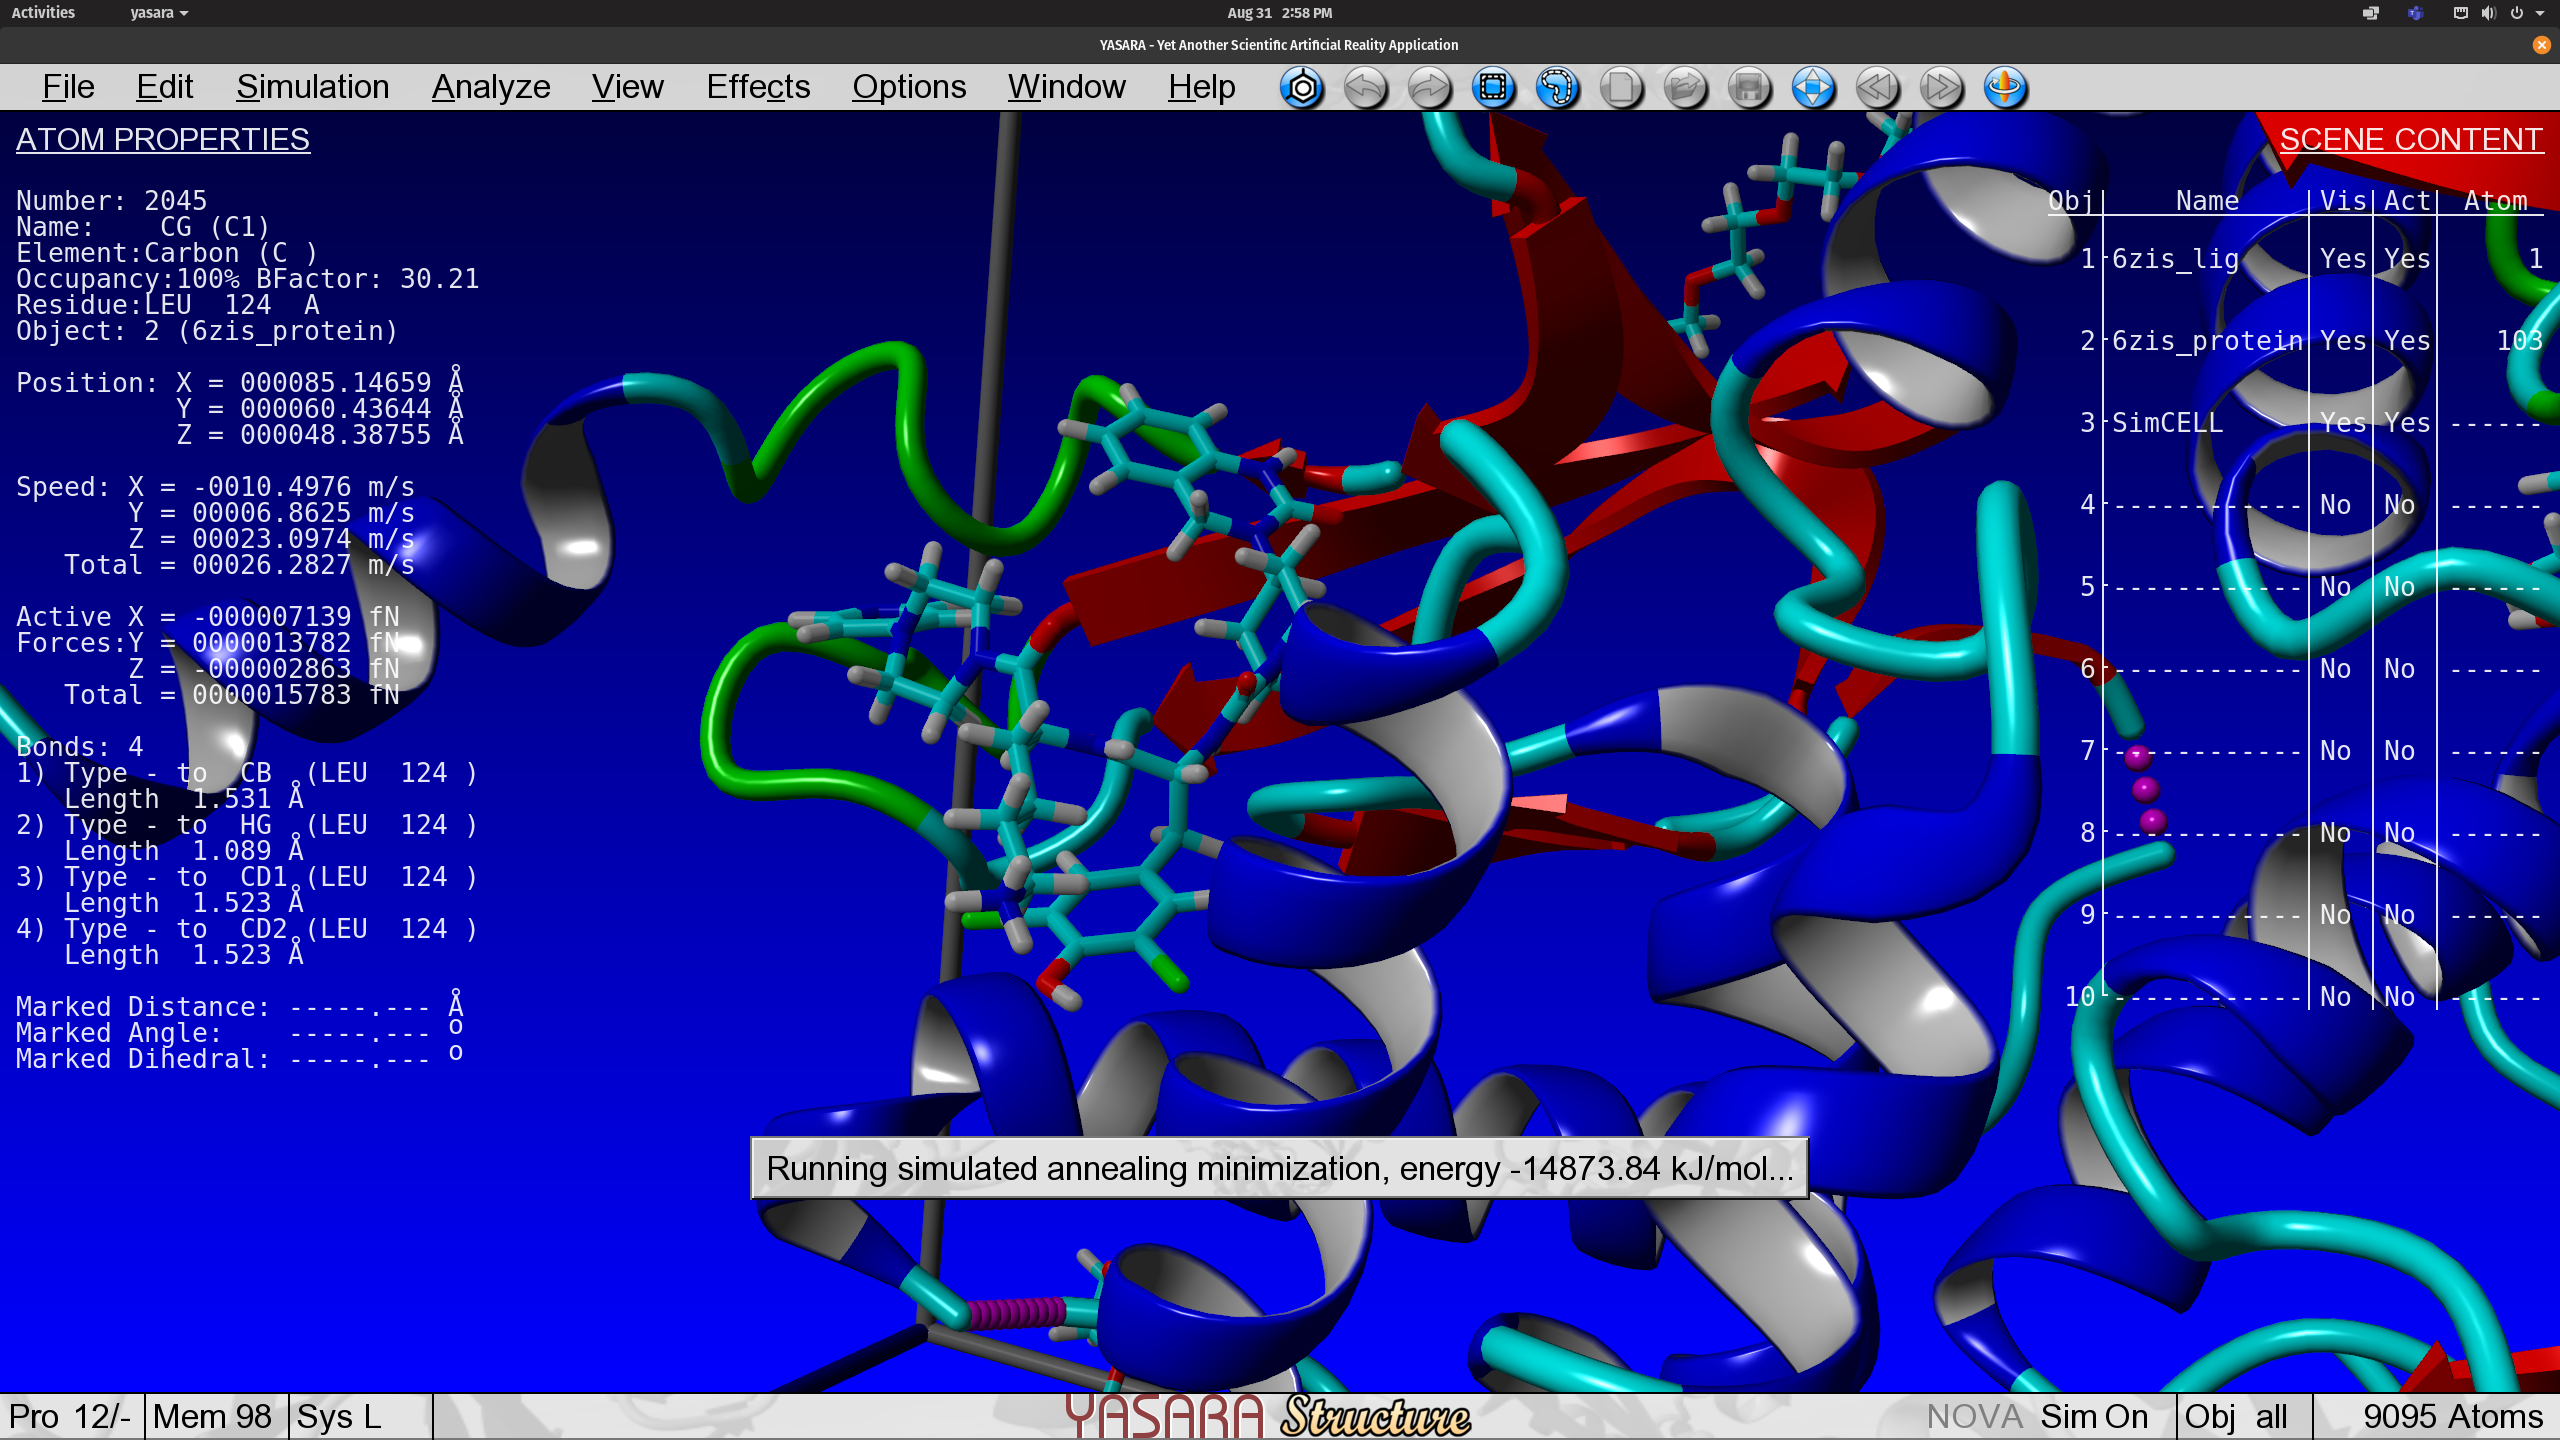 Activities yasara Aug 31 2:58 PM
YASARA - Yet Another Scientific Artificial Reality Application
File Edit Simulation Analyze View Effects Options Window Help
ATOM PROPERTIES
Number: 2045
Name: CG (C1)
Element:Carbon (C )
Occupancy:100% BFactor: 30.21
Residue:LEU 124 A
Object: 2 (6zis_protein)
Position: X = 000085.14659 Å
Y = 000060.43644 Å
Z = 000048.38755 Å
Speed: X = -0010.4976 m/s
Y = 00006.8625 m/s
Z = 00023.0974 m/s
Total = 00026.2827 m/s
Active X = -000007139 fN
Forces:Y = 0000013782 fN
Z = -000002863 fN
Total = 0000015783 fN
Bonds: 4
1) Type - to CB (LEU 124 )
Length 1.531 Å
2) Type - to HG (LEU 124 )
Length 1.089 Å
3) Type - to CD1 (LEU 124 )
Length 1.523 Å
4) Type - to CD2 (LEU 124 )
Length 1.523 Å
Marked Distance: -----.--- Å
Marked Angle: -----.--- º
Marked Dihedral: -----.--- º
SCENE CONTENT
Obj Name Vis Act Atom
1 6zis_lig Yes Yes 1
2 6zis_protein Yes Yes 103
3 SimCELL Yes Yes ------
4 ------------ No No ------
5 ------------ No No ------
6 ------------ No No ------
7 ------------ No No ------
8 ------------ No No ------
9 ------------ No No ------
10 ------------ No No ------
Running simulated annealing minimization, energy -14873.84 kJ/mol...
Pro 12/- Mem 98 Sys L YASARA Structure NOVA Sim On Obj all 9095 Atoms